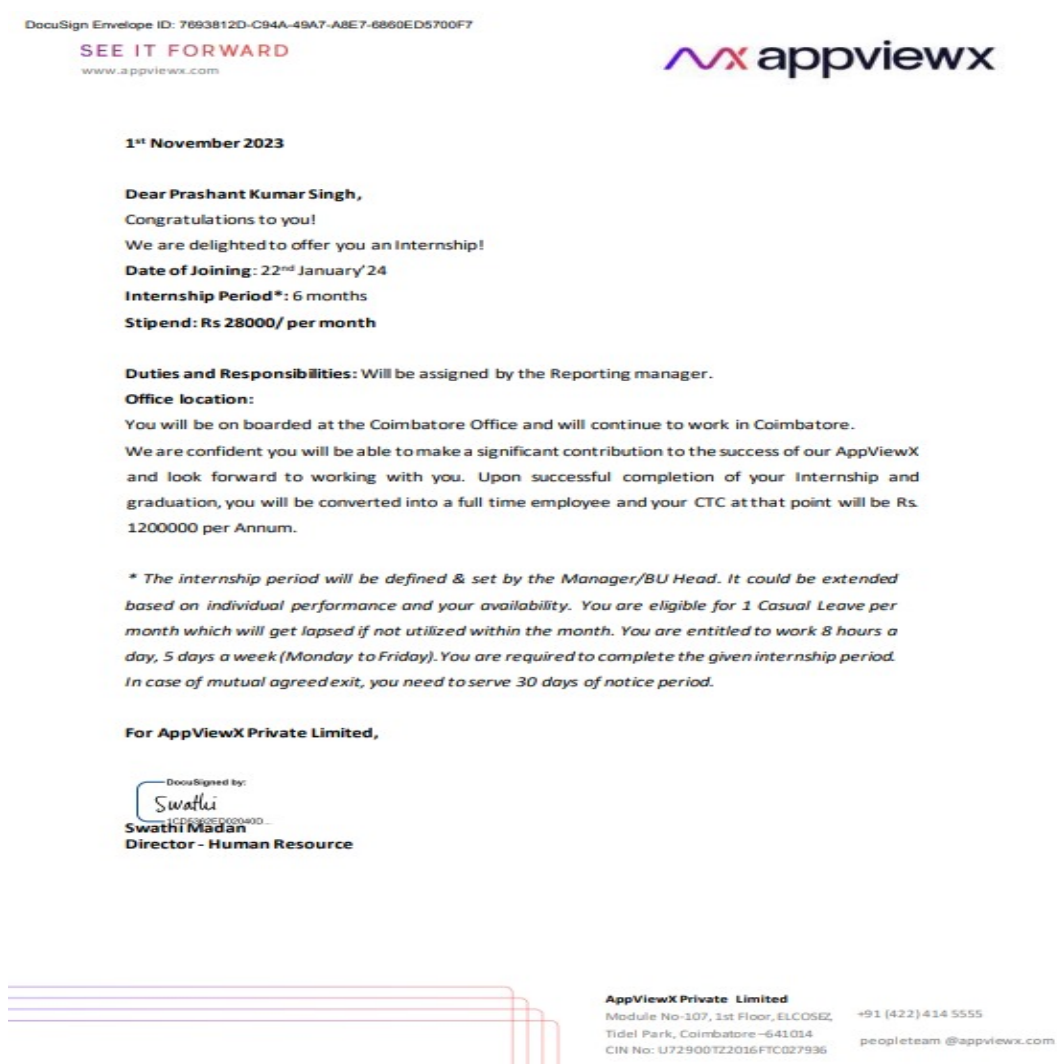 DocuSign Envelope ID: 7693812D-C94A-49A7-A8E7-6860ED5700F7
SEE IT FORWARD
www.appviewx.com
appviewx
1st November 2023
Dear Prashant Kumar Singh,
Congratulations to you!
We are delighted to offer you an Internship!
Date of Joining: 22nd January'24
Internship Period*: 6 months
Stipend: Rs 28000/ per month
Duties and Responsibilities: Will be assigned by the Reporting manager.
Office location:
You will be on boarded at the Coimbatore Office and will continue to work in Coimbatore.
We are confident you will be able to make a significant contribution to the success of our AppViewX
and look forward to working with you. Upon successful completion of your Internship and
graduation, you will be converted into a full time employee and your CTC at that point will be Rs.
1200000 per Annum.
* The internship period will be defined & set by the Manager/BU Head. It could be extended
based on individual performance and your availability. You are eligible for 1 Casual Leave per
month which will get lapsed if not utilized within the month. You are entitled to work 8 hours a
day, 5 days a week (Monday to Friday). You are required to complete the given internship period.
In case of mutual agreed exit, you need to serve 30 days of notice period.
For AppViewX Private Limited,
DocuSigned by:
Swathi
Swathi Madan
Director - Human Resource
AppViewX Private Limited
Module No-107, 1st Floor, ELCOSEZ,
Tidel Park, Coimbatore–641014
CIN No: U72900TZ2016FTC027936
+91 (422) 414 5555
peopleteam @appviewx.com